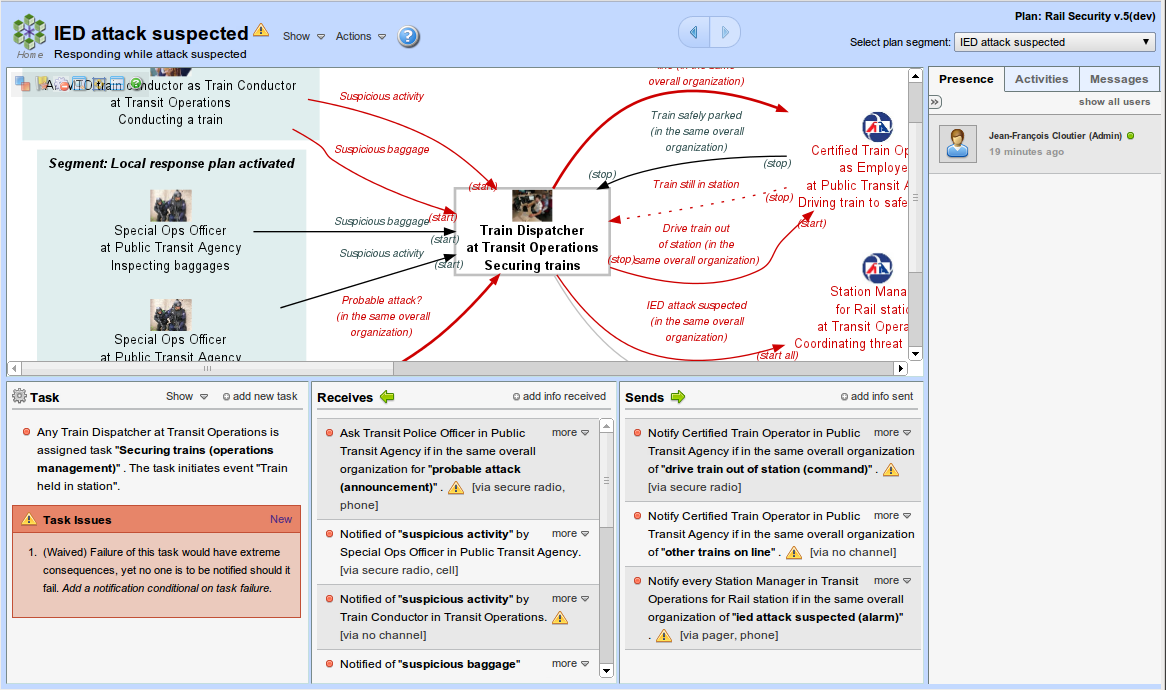 Plan: Rail Security v.5(dev)
IED attack suspected
Show
Actions
?
Home
Responding while attack suspected
Select plan segment:
IED attack suspected
Presence
Activities
Messages
show all users
Jean-François Cloutier (Admin)
19 minutes ago
conductor as Train Conductor
at Transit Operations
Conducting a train
Segment: Local response plan activated
Special Ops Officer
at Public Transit Agency
Inspecting baggages
Special Ops Officer
at Public Transit Agency
Suspicious activity
Suspicious baggage
Suspicious baggage
Suspicious activity
Probable attack?
(in the same overall
organization)
(start)
(start)
(start)
(start)
Train Dispatcher
at Transit Operations
Securing trains
(in the same
overall organization)
Train safely parked
(in the same overall
organization)
(stop)
(stop)
Train still in station
(stop)
Drive train out
of station (in the
same overall organization)
(stop)
(start)
IED attack suspected
(in the same overall
organization)
(start all)
Certified Train Op
as Employe
at Public Transit A
Driving train to safe
Station Mana
for Rail static
at Transit Opera
Coordinating threat
Task
Show
add new task
Any Train Dispatcher at Transit Operations is
assigned task "Securing trains (operations
management)" . The task initiates event "Train
held in station".
Task Issues
New
1. (Waived) Failure of this task would have extreme
consequences, yet no one is to be notified should it
fail. Add a notification conditional on task failure.
Receives
add info received
Ask Transit Police Officer in Public
more
Transit Agency if in the same overall
organization for "probable attack
(announcement)" . [via secure radio,
phone]
Notified of "suspicious activity" by
more
Special Ops Officer in Public Transit Agency.
[via secure radio, cell]
Notified of "suspicious activity" by
more
Train Conductor in Transit Operations.
[via no channel]
Notified of "suspicious baggage"
more
Sends
add info sent
Notify Certified Train Operator in Public
more
Transit Agency if in the same overall organization
of "drive train out of station (command)" .
[via secure radio]
Notify Certified Train Operator in Public
more
Transit Agency if in the same overall organization
of "other trains on line" . [via no channel]
Notify every Station Manager in Transit
more
Operations for Rail station if in the same overall
organization of "ied attack suspected (alarm)"
. [via pager, phone]